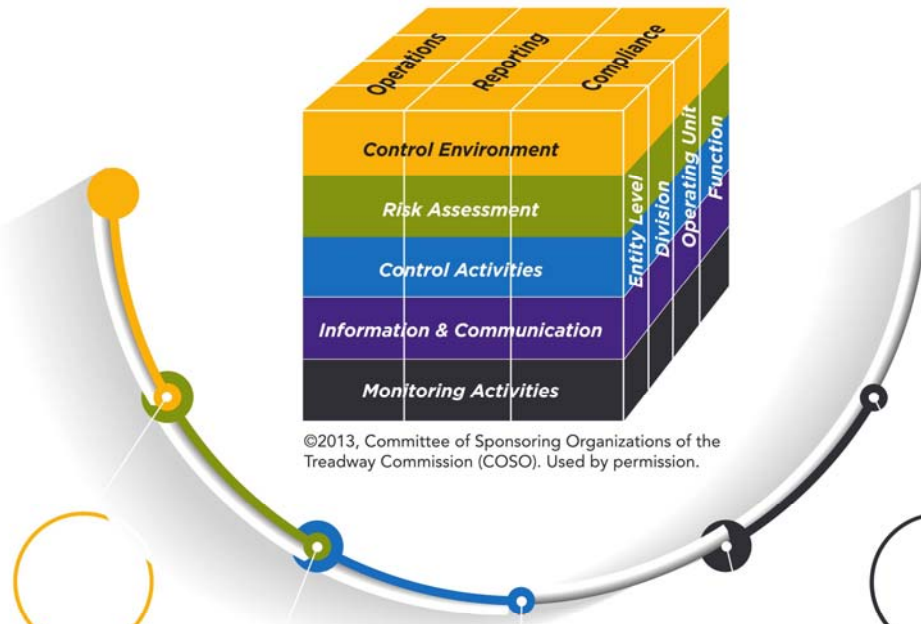 Operations
Reporting
Compliance
Control Environment
Risk Assessment
Control Activities
Information & Communication
Monitoring Activities
Entity Level
Division
Operating Unit
Function
©2013, Committee of Sponsoring Organizations of the
Treadway Commission (COSO). Used by permission.